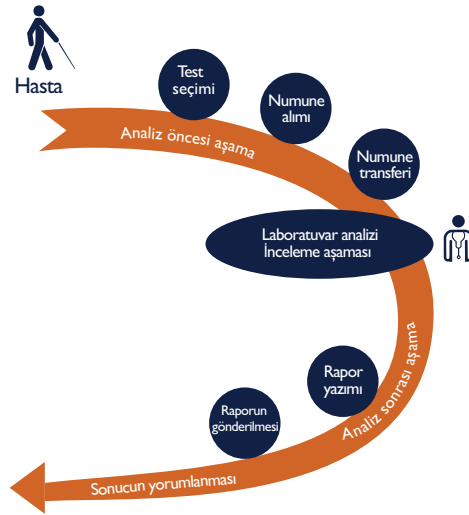 Hasta
Test
seçimi
Numune
alımı
Numune
transferi
Analiz öncesi aşama
Laboratuvar analizi
İnceleme aşaması
Rapor
yazımı
Analiz sonrası aşama
Raporun
gönderilmesi
Sonucun yorumlanması